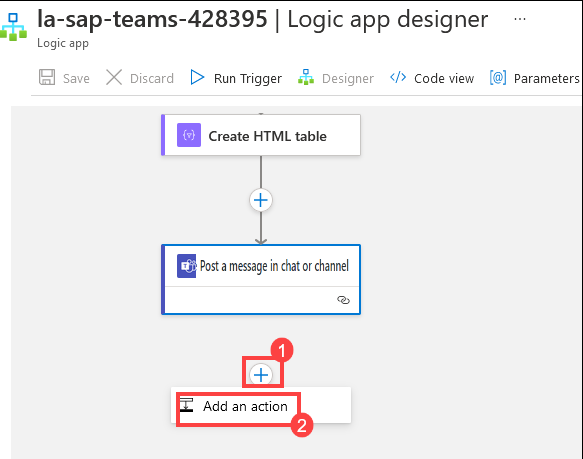 la-sap-teams-428395 | Logic app designer ...
Logic app
Save Discard Run Trigger Designer Code view [@] Parameters
{v} Create HTML table
Post a message in chat or channel
1
Add an action
2